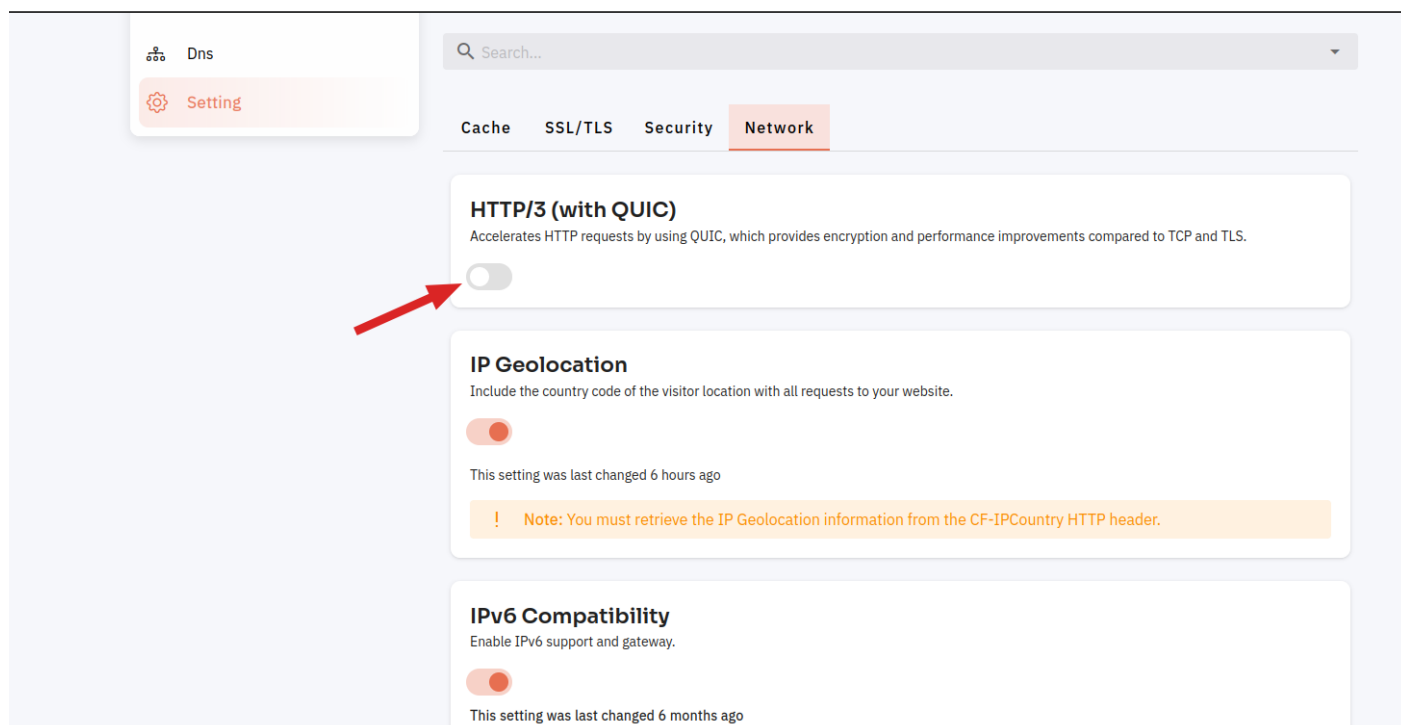 Dns
Setting
Search...
Cache SSL/TLS Security Network
HTTP/3 (with QUIC)
Accelerates HTTP requests by using QUIC, which provides encryption and performance improvements compared to TCP and TLS.
IP Geolocation
Include the country code of the visitor location with all requests to your website.
This setting was last changed 6 hours ago
! Note: You must retrieve the IP Geolocation information from the CF-IPCountry HTTP header.
IPv6 Compatibility
Enable IPv6 support and gateway.
This setting was last changed 6 months ago